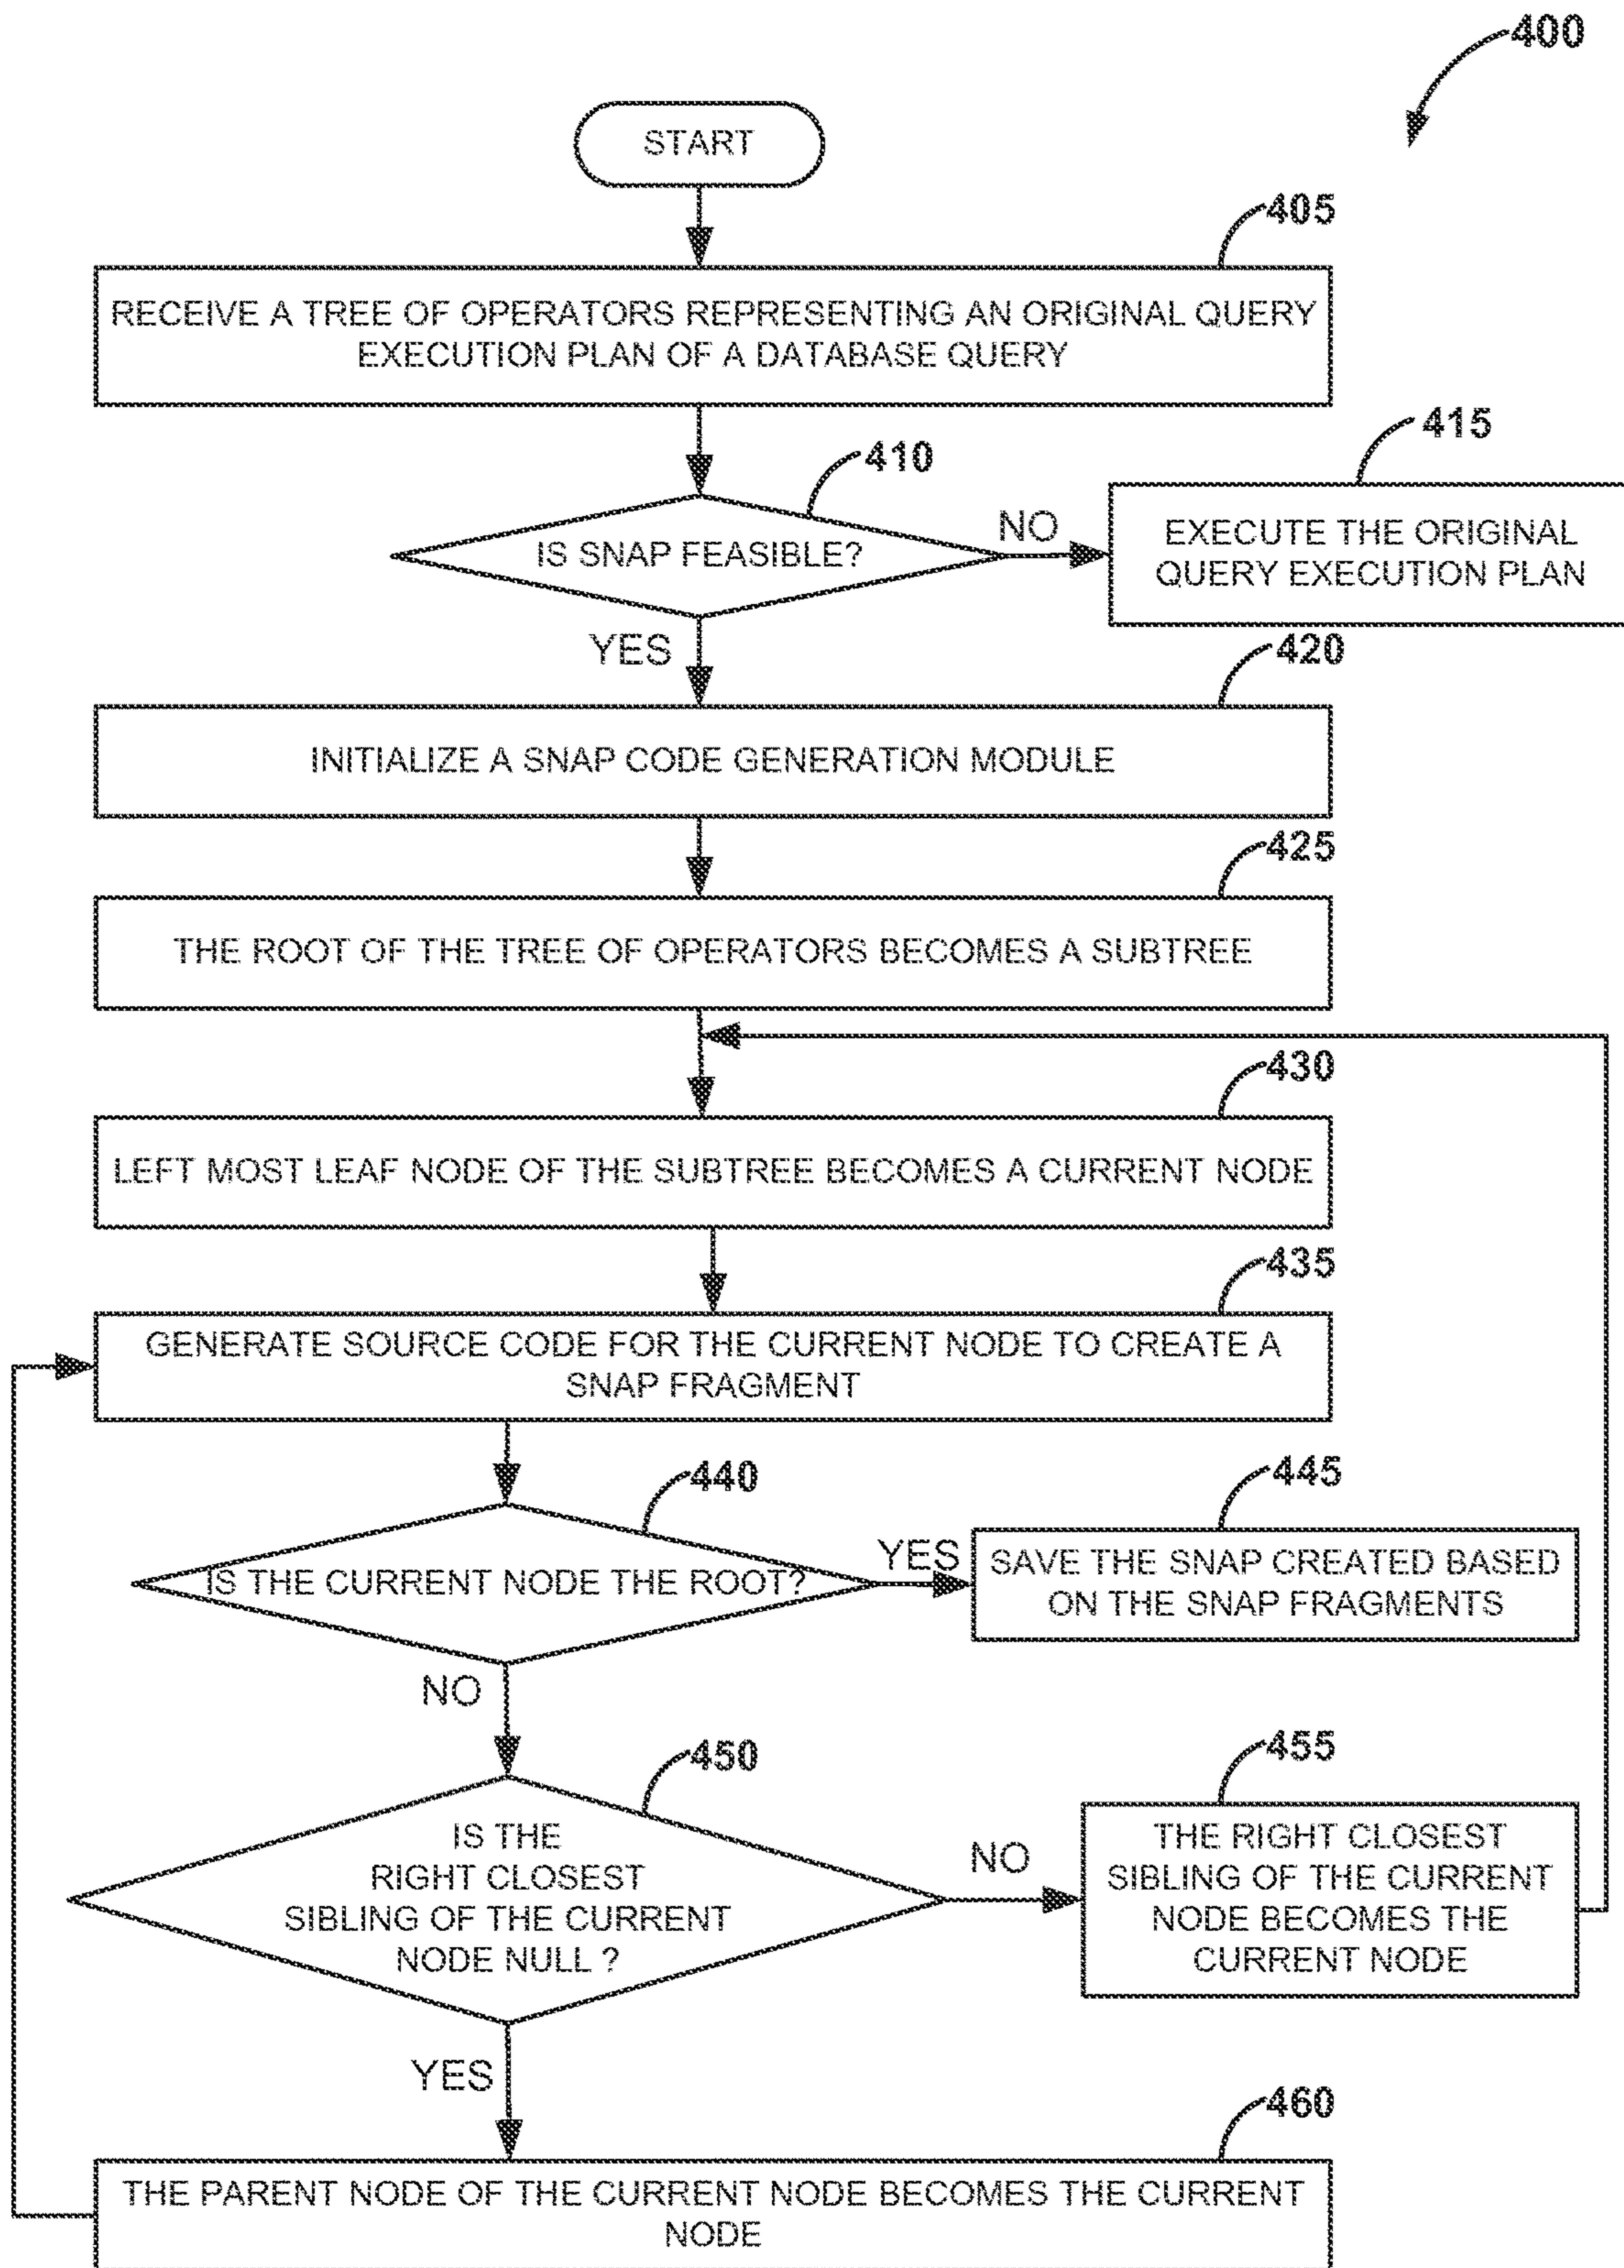 400
START
405
RECEIVE A TREE OF OPERATORS REPRESENTING AN ORIGINAL QUERY
EXECUTION PLAN OF A DATABASE QUERY
410
415
IS SNAP FEASIBLE?
NO
EXECUTE THE ORIGINAL
QUERY EXECUTION PLAN
YES
420
INITIALIZE A SNAP CODE GENERATION MODULE
425
THE ROOT OF THE TREE OF OPERATORS BECOMES A SUBTREE
430
LEFT MOST LEAF NODE OF THE SUBTREE BECOMES A CURRENT NODE
435
GENERATE SOURCE CODE FOR THE CURRENT NODE TO CREATE A
SNAP FRAGMENT
440
445
IS THE CURRENT NODE THE ROOT?
YES
SAVE THE SNAP CREATED BASED
ON THE SNAP FRAGMENTS
NO
450
455
IS THE
RIGHT CLOSEST
SIBLING OF THE CURRENT
NODE NULL ?
NO
THE RIGHT CLOSEST
SIBLING OF THE CURRENT
NODE BECOMES THE
CURRENT NODE
YES
460
THE PARENT NODE OF THE CURRENT NODE BECOMES THE CURRENT
NODE